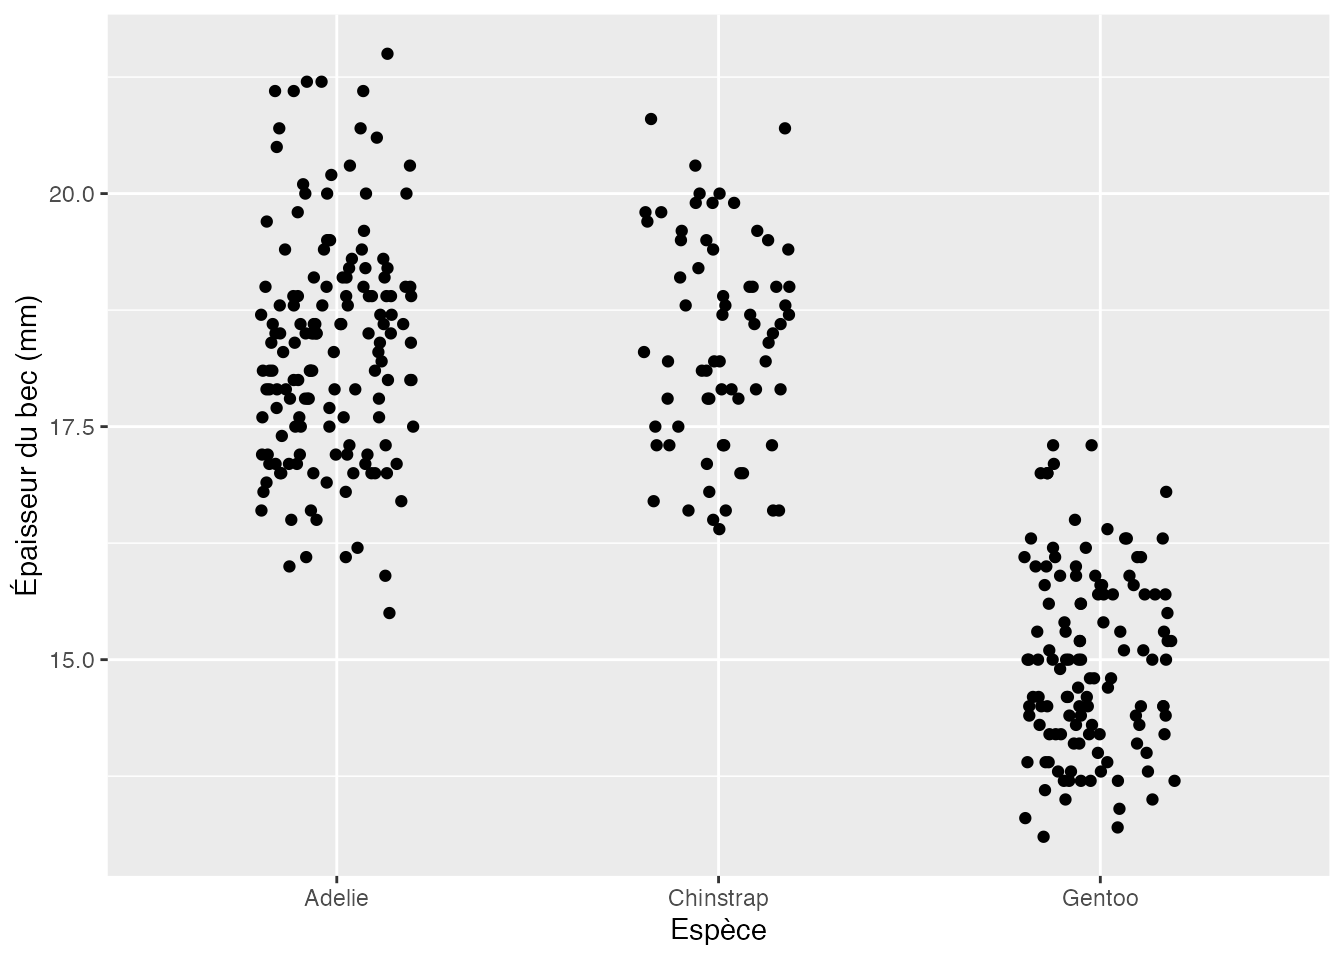 Épaisseur du bec (mm)
20.0
17.5
15.0
Adelie
Chinstrap
Gentoo
Espèce